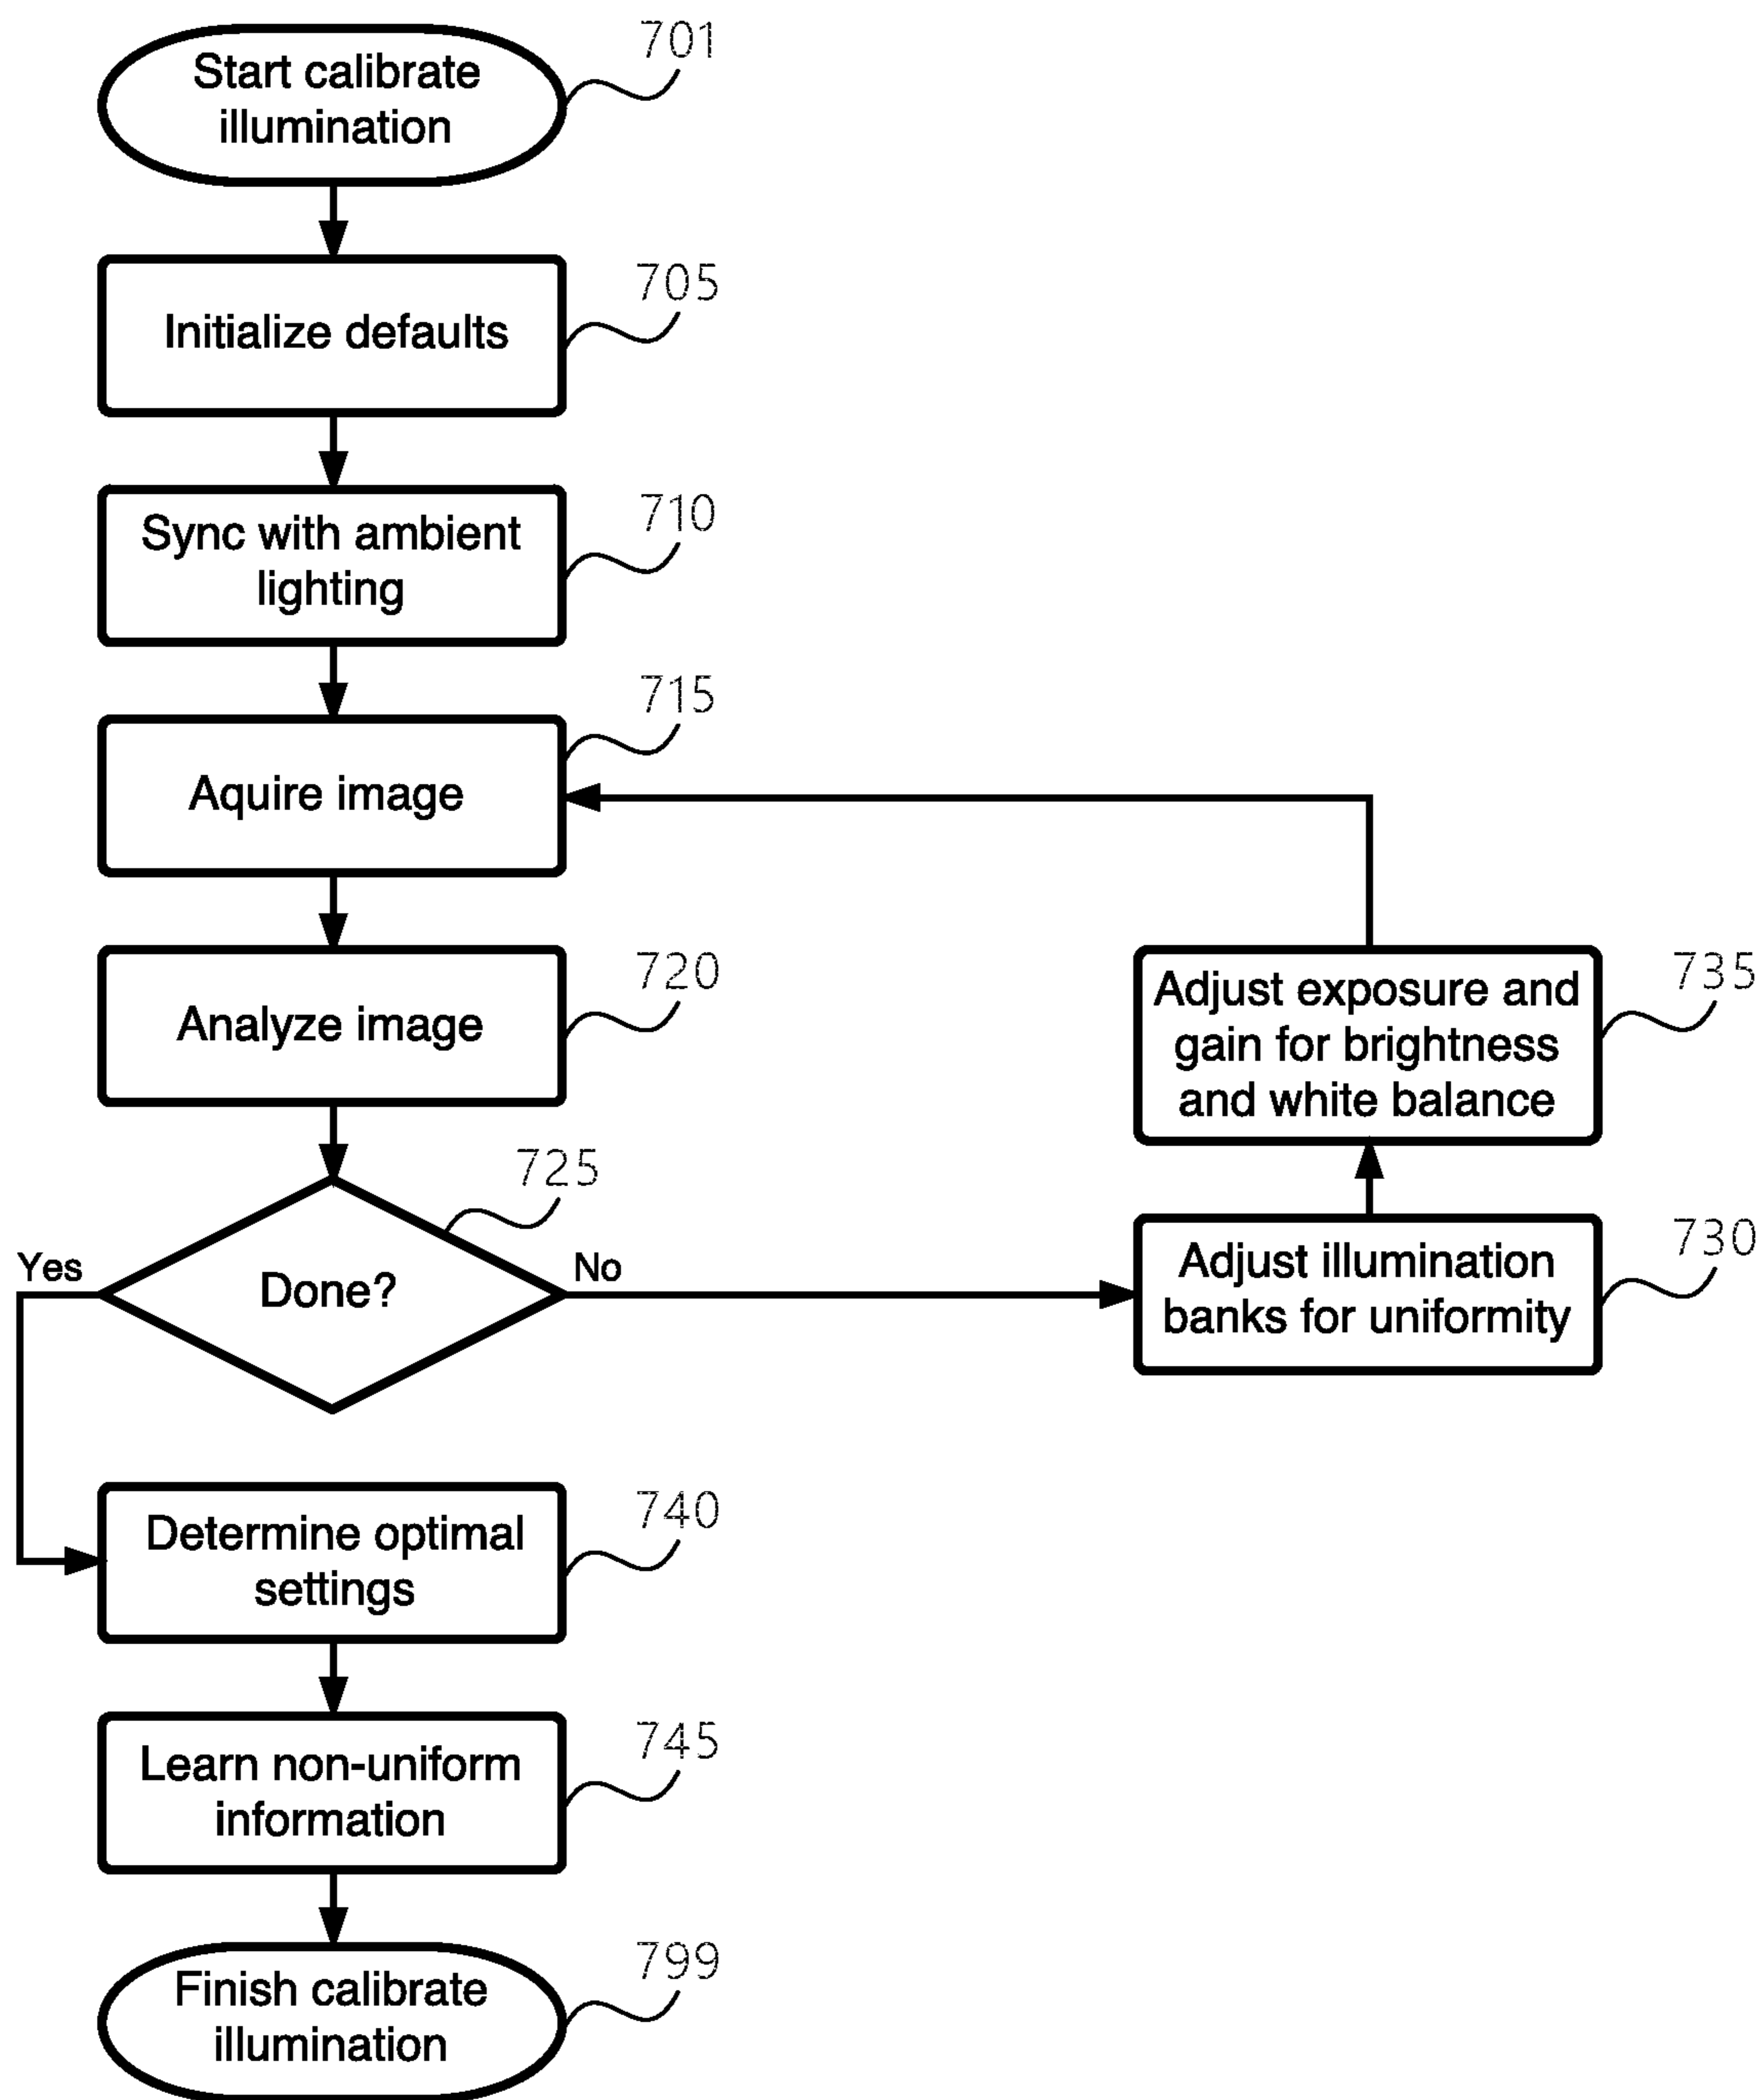 Start calibrate
illumination
701
Initialize defaults
705
Sync with ambient
lighting
710
Aquire image
715
Analyze image
720
Adjust exposure and
gain for brightness
and white balance
735
Done?
725
Yes
No
Adjust illumination
banks for uniformity
730
Determine optimal
settings
740
Learn non-uniform
information
745
Finish calibrate
illumination
799